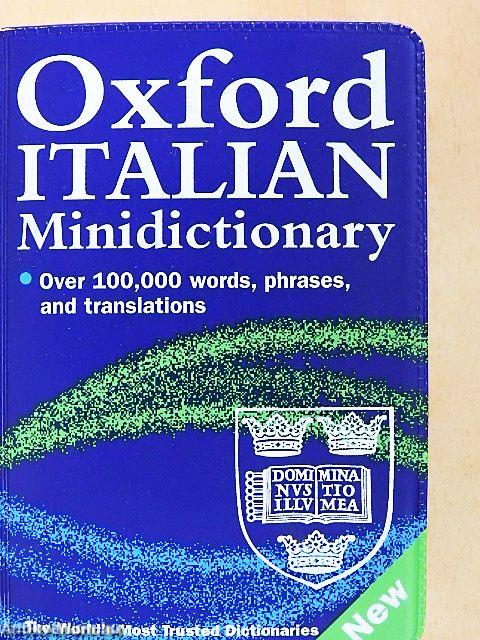 Oxford
ITALIAN
Minidictionary
Over 100,000 words, phrases,
and translations
DOMI MINA
NVS TIO
ILLV MEA
New
The World's Most Trusted Dictionaries